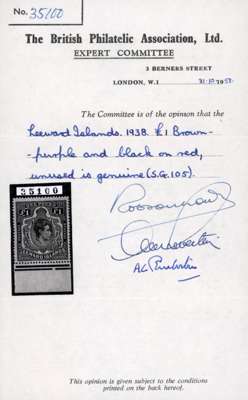 No. 35100
The British Philatelic Association, Ltd.
EXPERT COMMITTEE
3 BERNERS STREET
LONDON, W.1
The Committee is of the opinion that the
Leeward Islands. 1938. £1 Brown-
purple and black on red,
unused is genuine (S.G. 105).
35100
This opinion is given subject to the conditions
printed on the back hereof.